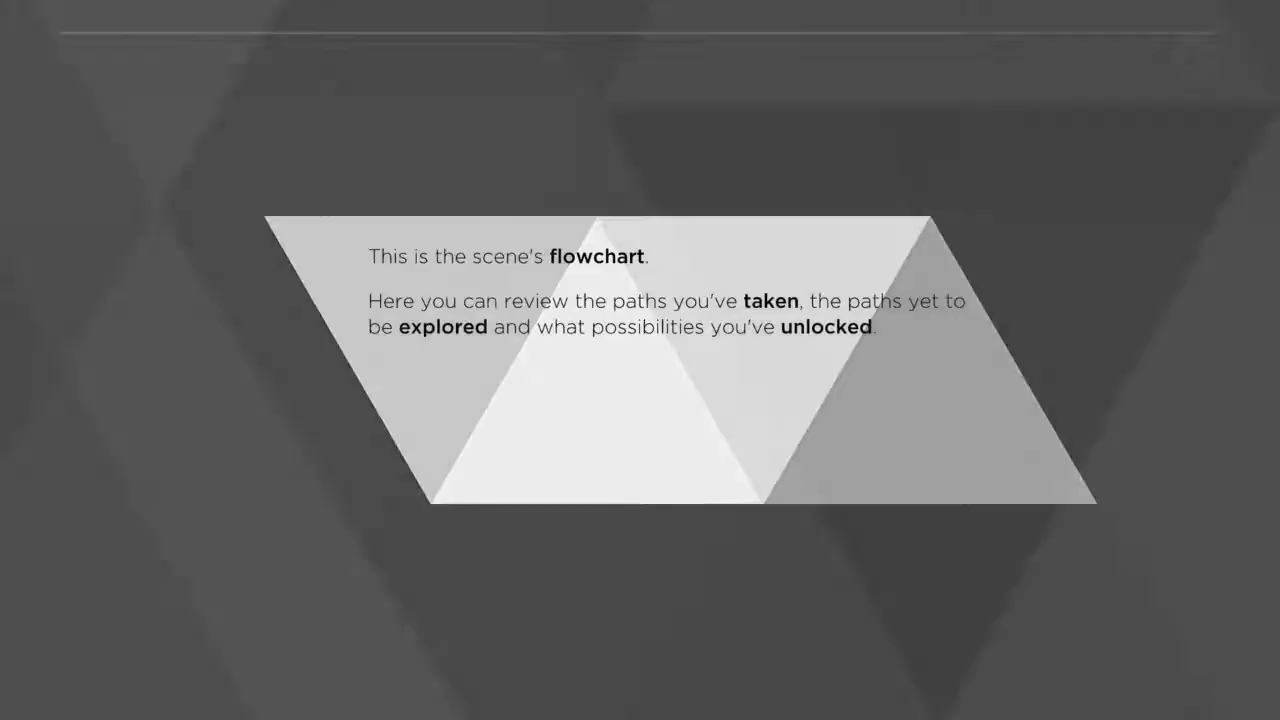 This is the scene's flowchart.
Here you can review the paths you've taken, the paths yet to
be explored and what possibilities you've unlocked.